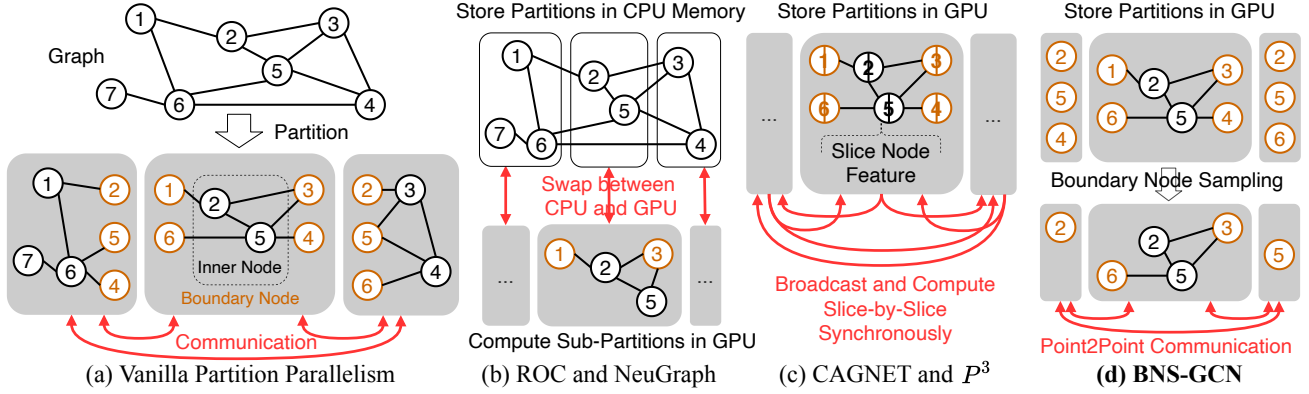 1
2
3
Graph
5
7
6
4
Partition
1
2
7
6
5
4
3
1
2
3
6
5
4
Inner Node
Boundary Node
2
3
5
4
6
Communication
(a) Vanilla Partition Parallelism
Store Partitions in CPU Memory
1
2
3
5
7
6
4
Swap between
CPU and GPU
...
1
2
3
5
...
Compute Sub-Partitions in GPU
(b) ROC and NeuGraph
Store Partitions in GPU
1
2
3
6
5
4
...
...
Slice Node
Feature
Broadcast and Compute
Slice-by-Slice
Synchronously
(c) CAGNET and P³
Store Partitions in GPU
2
5
4
1
2
3
6
5
4
2
5
6
Boundary Node Sampling
2
2
3
6
5
5
Point2Point Communication
(d) BNS-GCN